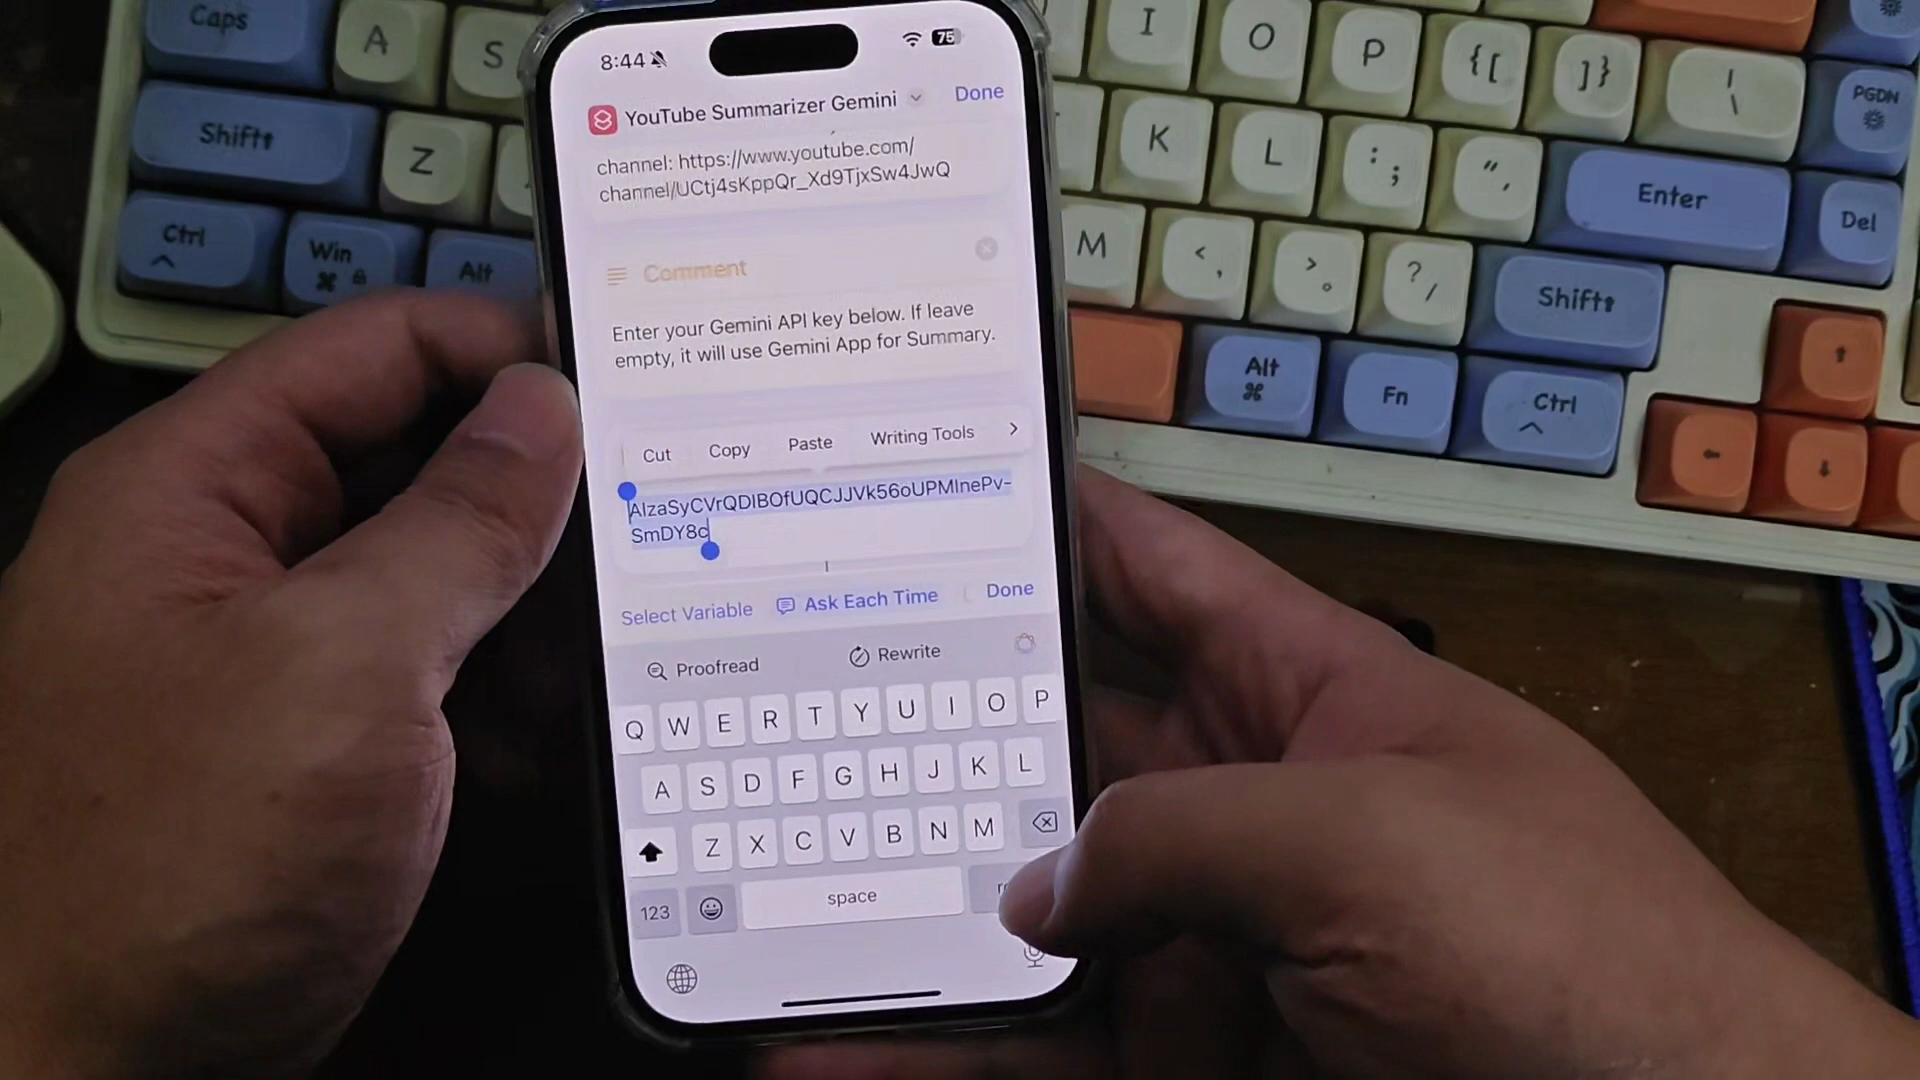 8:44
75
YouTube Summarizer Gemini
Done
channel: https://www.youtube.com/
channel/UCtj4sKppQr_Xd9TjxSw4JwQ
Comment
Enter your Gemini API key below. If leave
empty, it will use Gemini App for Summary.
Cut Copy Paste Writing Tools
[API key redacted]
Select Variable Ask Each Time Done
Proofread Rewrite
Q W E R T Y U I O P
A S D F G H J K L
Z X C V B N M
123 space
Caps A S
Shift Z
Ctrl Win Alt
I O P { [ ] } | \
PGDN
K L : ; " , Enter Del
M < , > . ? / Shift
Alt Fn Ctrl